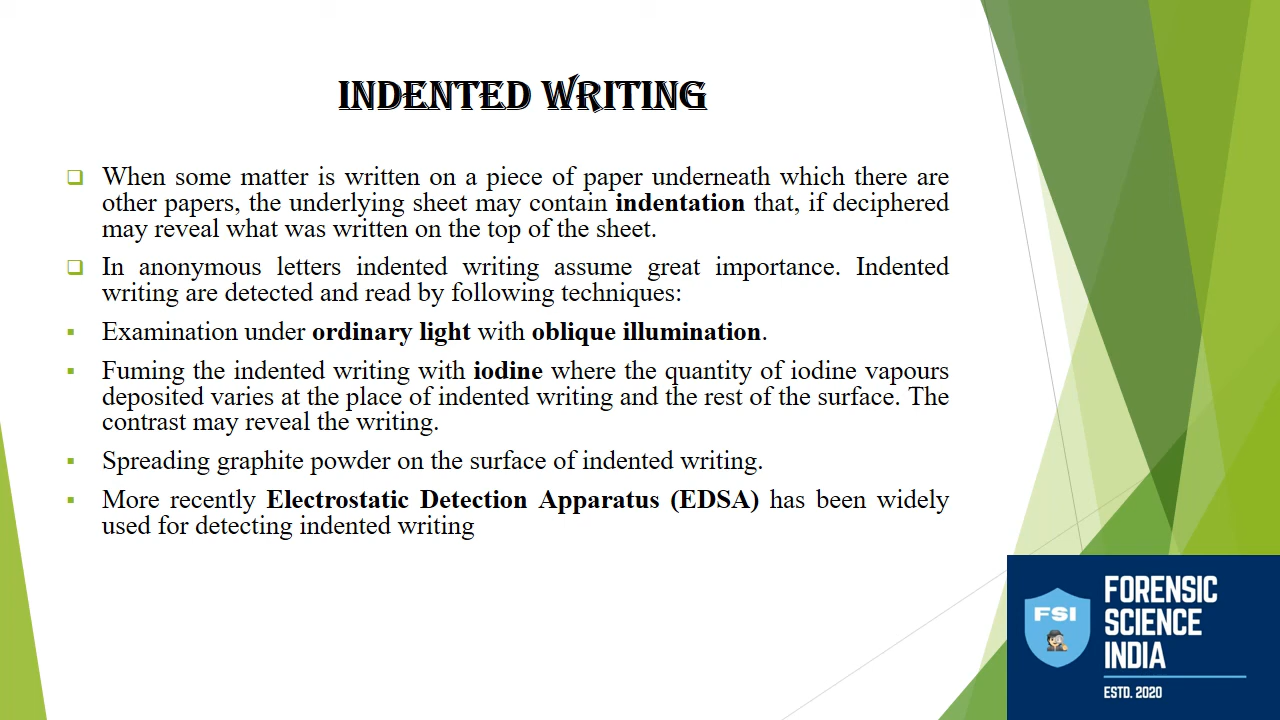 INDENTED WRITING
When some matter is written on a piece of paper underneath which there are
other papers, the underlying sheet may contain indentation that, if deciphered
may reveal what was written on the top of the sheet.
In anonymous letters indented writing assume great importance. Indented
writing are detected and read by following techniques:
Examination under ordinary light with oblique illumination.
Fuming the indented writing with iodine where the quantity of iodine vapours
deposited varies at the place of indented writing and the rest of the surface. The
contrast may reveal the writing.
Spreading graphite powder on the surface of indented writing.
More recently Electrostatic Detection Apparatus (EDSA) has been widely
used for detecting indented writing
FSI
FORENSIC
SCIENCE
INDIA
ESTD. 2020